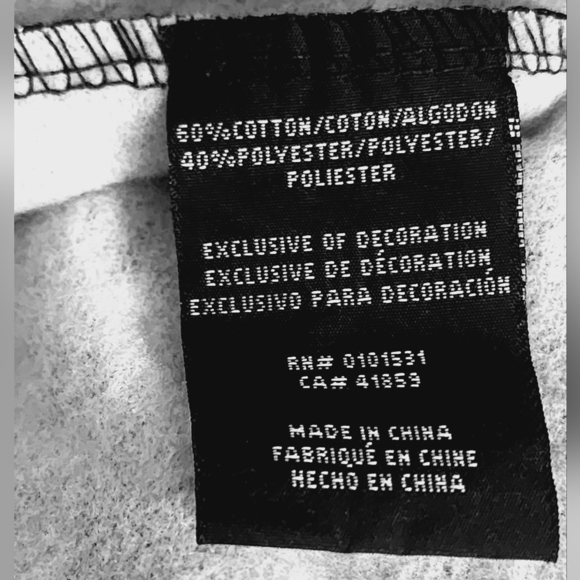 60%COTTON/COTON/ALGODON
40%POLYESTER/POLYESTER/
POLIESTER
EXCLUSIVE OF DECORATION
EXCLUSIVE DE DÉCORATION
EXCLUSIVO PARA DECORACIÓN
RN# 0101531
CA# 41859
MADE IN CHINA
FABRIQUÉ EN CHINE
HECHO EN CHINA